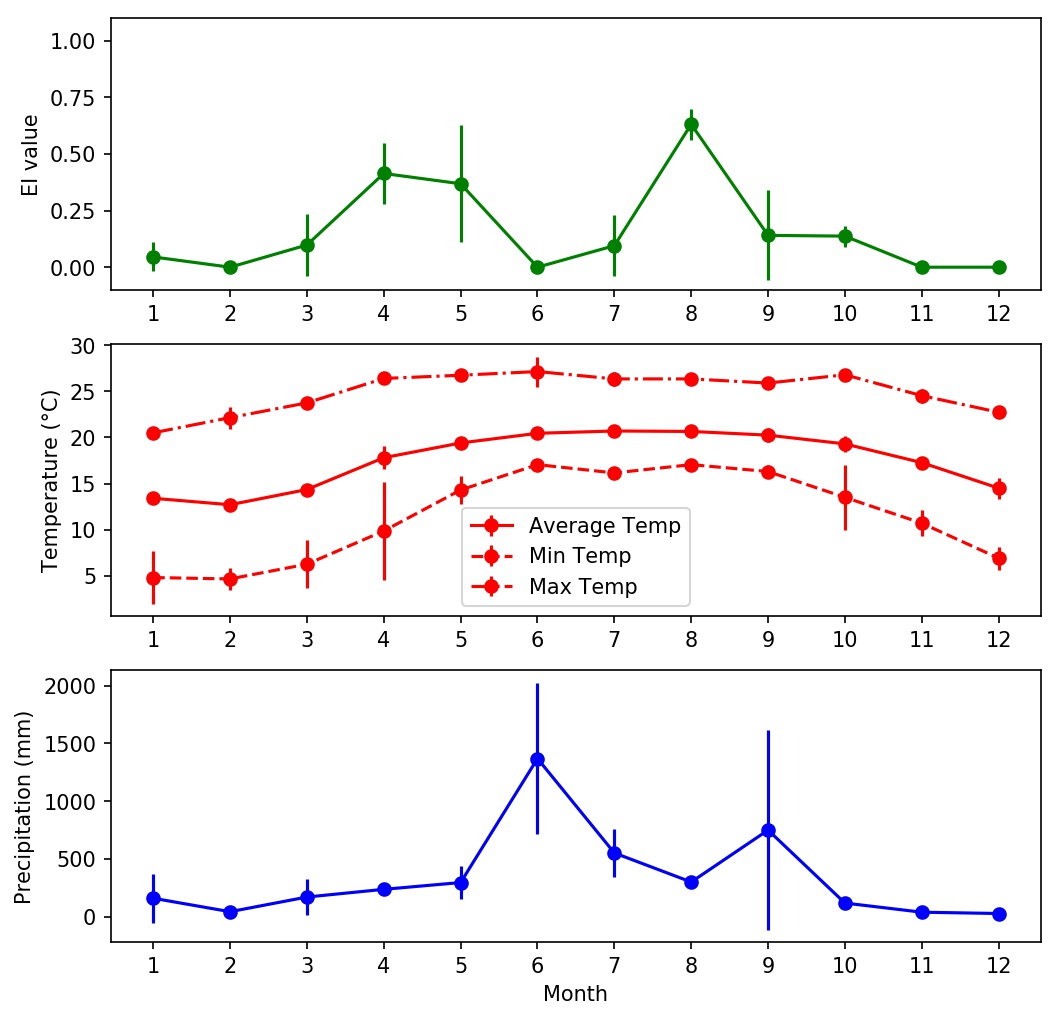 EI value
1.00
0.75
0.50
0.25
0.00
1 2 3 4 5 6 7 8 9 10 11 12
Temperature (°C)
30
25
20
15
10
5
Average Temp
Min Temp
Max Temp
1 2 3 4 5 6 7 8 9 10 11 12
Precipitation (mm)
2000
1500
1000
500
0
1 2 3 4 5 6 7 8 9 10 11 12
Month